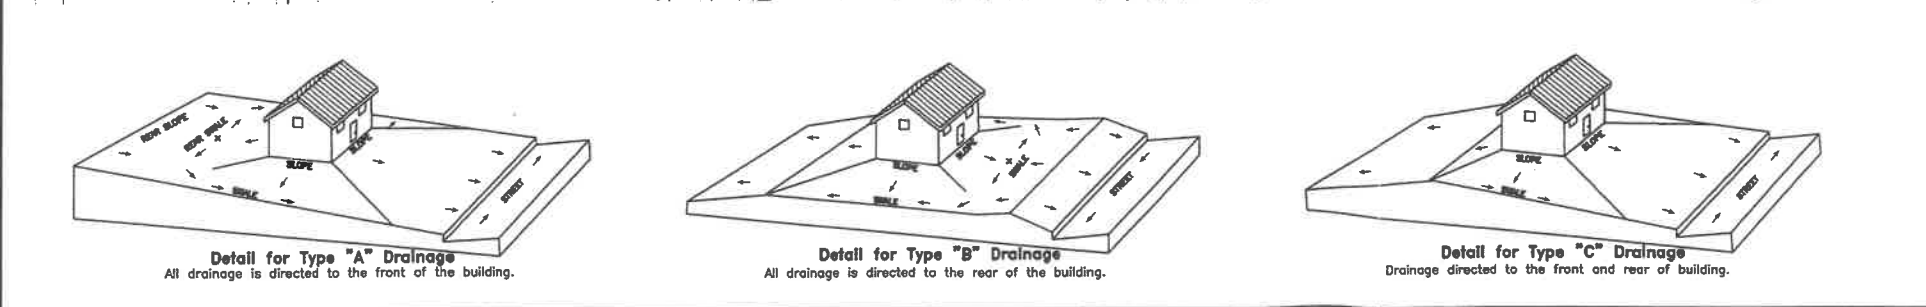 REAR SLOPE
REAR SWALE
SLOPE
SLOPE
SWALE
STREET
Detail for Type "A" Drainage
All drainage is directed to the front of the building.
SLOPE
SLOPE
SWALE
SWALE
STREET
Detail for Type "B" Drainage
All drainage is directed to the rear of the building.
SLOPE
SLOPE
SWALE
STREET
Detail for Type "C" Drainage
Drainage directed to the front and rear of building.